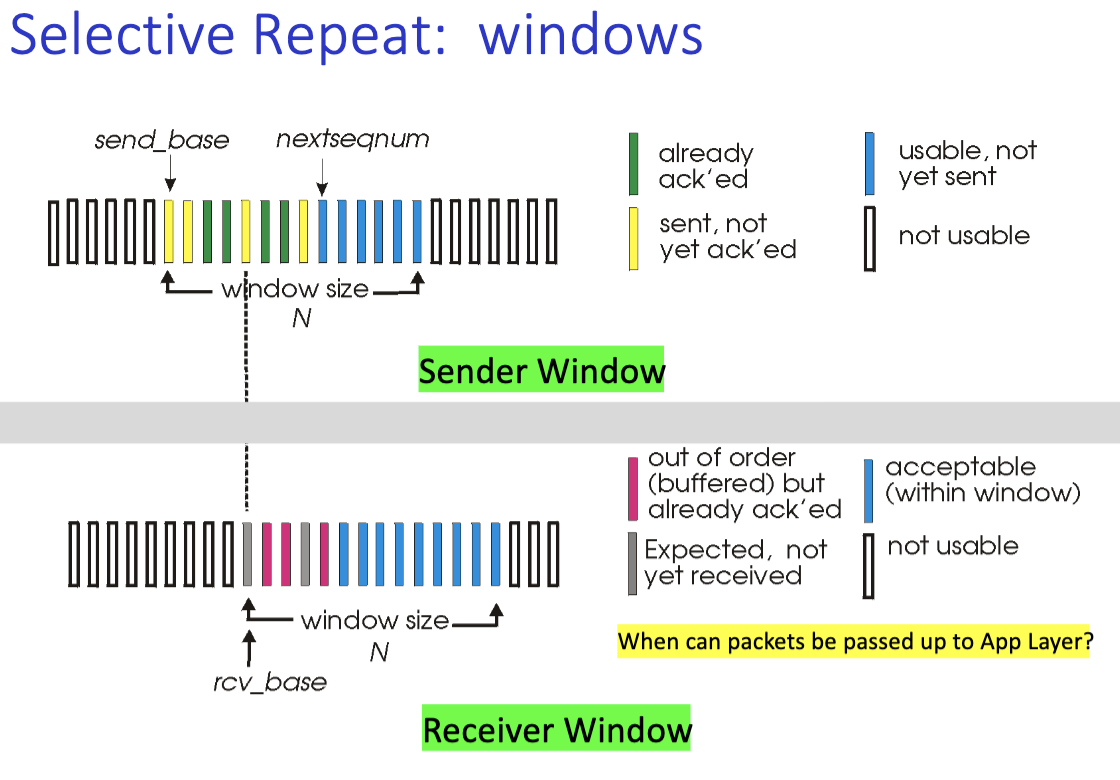 Selective Repeat: windows
send_base
nextseqnum
window size
N
already
ack'ed
sent, not
yet ack'ed
usable, not
yet sent
not usable
Sender Window
window size
N
rcv_base
out of order
(buffered) but
already ack'ed
Expected, not
yet received
acceptable
(within window)
not usable
When can packets be passed up to App Layer?
Receiver Window